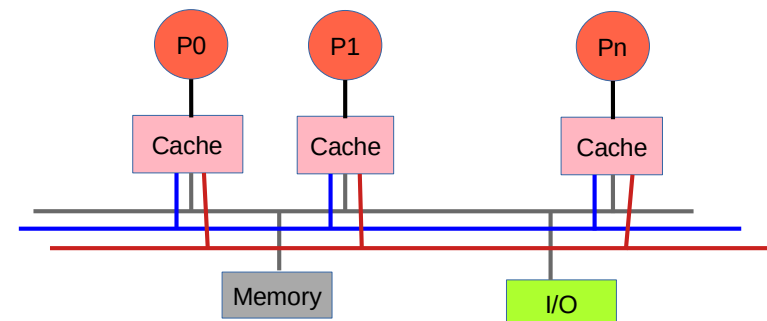 P0
P1
Pn
Cache
Cache
Cache
Memory
I/O